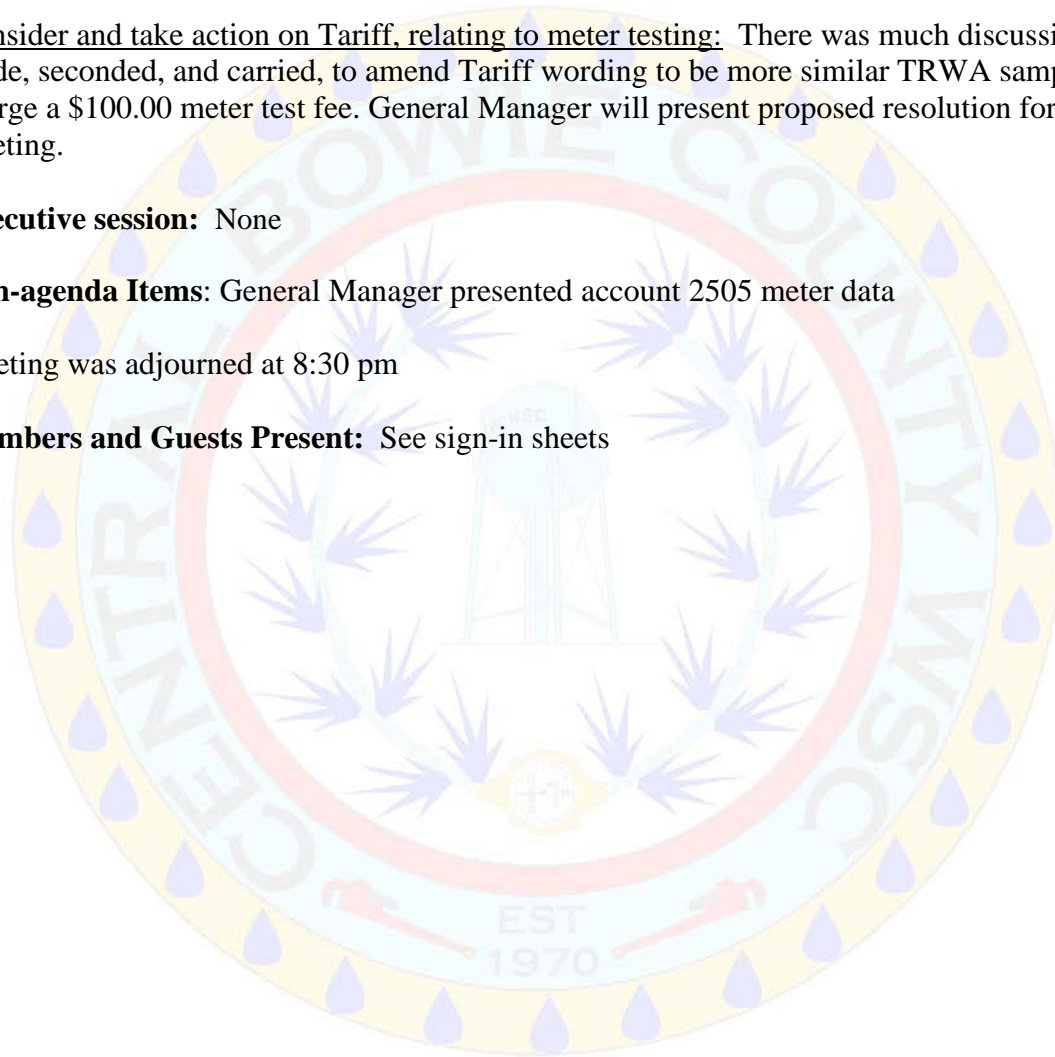 nsider and take action on Tariff, relating to meter testing: There was much discussi
de, seconded, and carried, to amend Tariff wording to be more similar TRWA samp
rge a $100.00 meter test fee. General Manager will present proposed resolution for
eting.
ecutive session: None
n-agenda Items: General Manager presented account 2505 meter data
eting was adjourned at 8:30 pm
mbers and Guests Present: See sign-in sheets
CENTRAL BOWIE COUNTY WSC
EST
1970